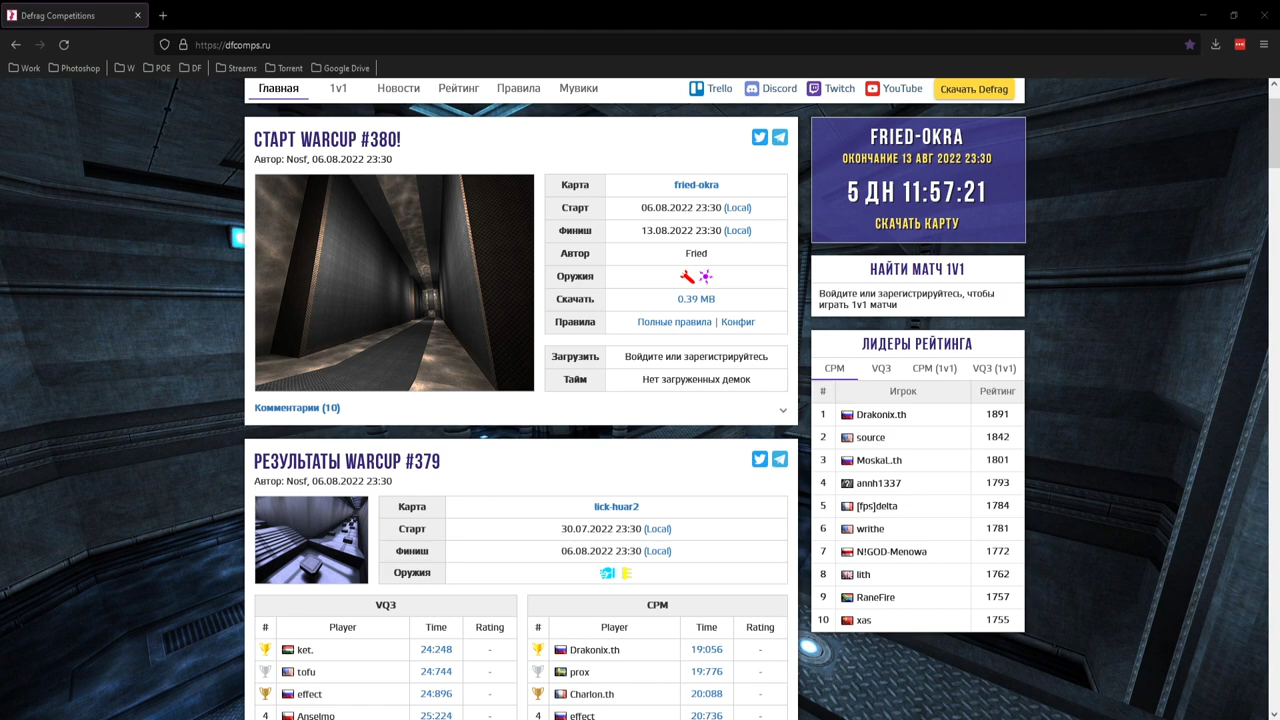 Defrag Competitions
https://dfcomps.ru
Work Photoshop W POE DF Streams Torrent Google Drive
Главная 1v1 Новости Рейтинг Правила Мувики Trello Discord Twitch YouTube Скачать Defrag
СТАРТ WARCUP #380!
Автор: Nosf, 06.08.2022 23:30
Карта fried-okra
Старт 06.08.2022 23:30 (Local)
Финиш 13.08.2022 23:30 (Local)
Автор Fried
Оружия
Скачать 0.39 MB
Правила Полные правила | Конфиг
Загрузить Войдите или зарегистрируйтесь
Тайм Нет загруженных демок
Комментарии (10)
РЕЗУЛЬТАТЫ WARCUP #379
Автор: Nosf, 06.08.2022 23:30
Карта lick-huar2
Старт 30.07.2022 23:30 (Local)
Финиш 06.08.2022 23:30 (Local)
Оружия
VQ3
# Player Time Rating
ket. 24:248 -
tofu 24:744 -
effect 24:896 -
4 Anselmo 25:224 -
CPM
# Player Time Rating
Drakonix.th 19:056 -
prox 19:776 -
Charlon.th 20:088 -
4 effect 20:736 -
FRIED-OKRA
ОКОНЧАНИЕ 13 АВГ 2022 23:30
5 ДН 11:57:21
СКАЧАТЬ КАРТУ
НАЙТИ МАТЧ 1V1
Войдите или зарегистрируйтесь, чтобы
играть 1v1 матчи
ЛИДЕРЫ РЕЙТИНГА
CPM VQ3 CPM (1v1) VQ3 (1v1)
# Игрок Рейтинг
1 Drakonix.th 1891
2 source 1842
3 MoskaL.th 1801
4 annh1337 1793
5 [fps]delta 1784
6 writhe 1781
7 N!GOD-Menowa 1772
8 lith 1762
9 RaneFire 1757
10 xas 1755